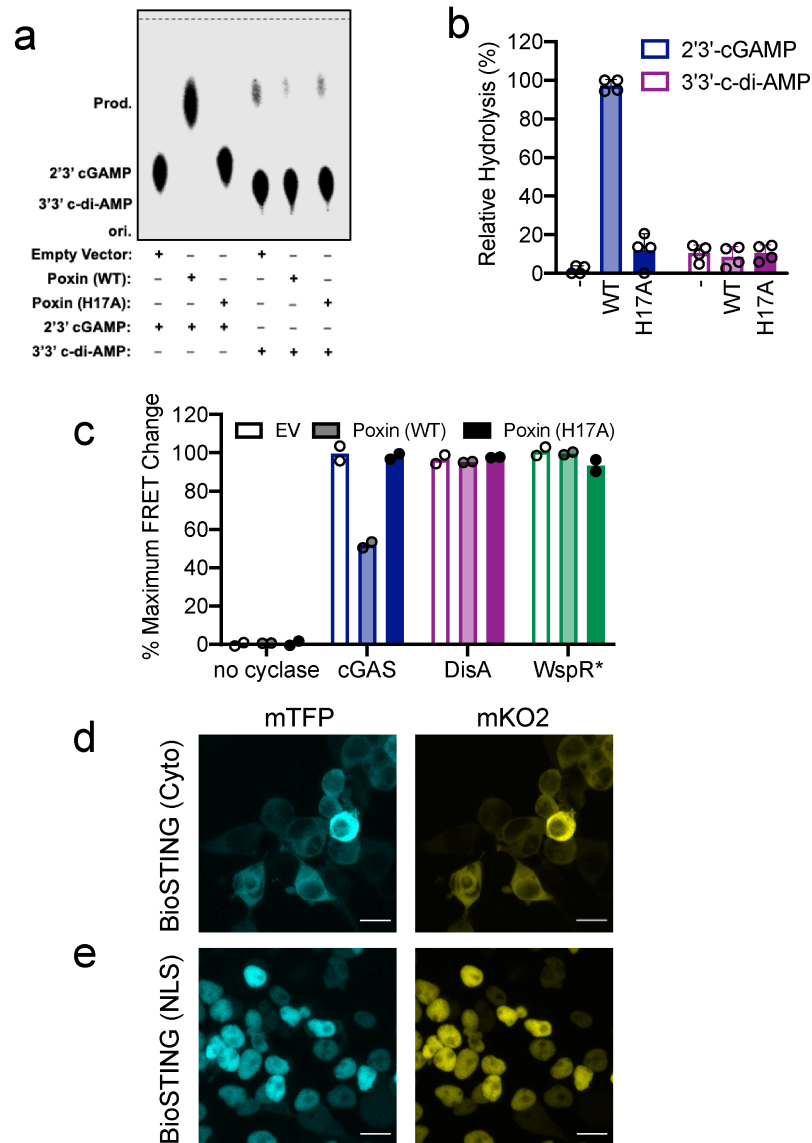 a
Prod.
2'3' cGAMP
3'3' c-di-AMP
ori.
Empty Vector: + – – + – –
Poxin (WT): – + – – + –
Poxin (H17A): – – + – – +
2'3' cGAMP: + + + – – –
3'3' c-di-AMP: – – – + + +
b
Relative Hydrolysis (%)
120
100
80
60
40
20
0
2'3'-cGAMP
3'3'-c-di-AMP
- WT H17A - WT H17A
c
% Maximum FRET Change
120
100
80
60
40
20
0
EV Poxin (WT) Poxin (H17A)
no cyclase cGAS DisA WspR*
mTFP mKO2
d
BioSTING (Cyto)
e
BioSTING (NLS)